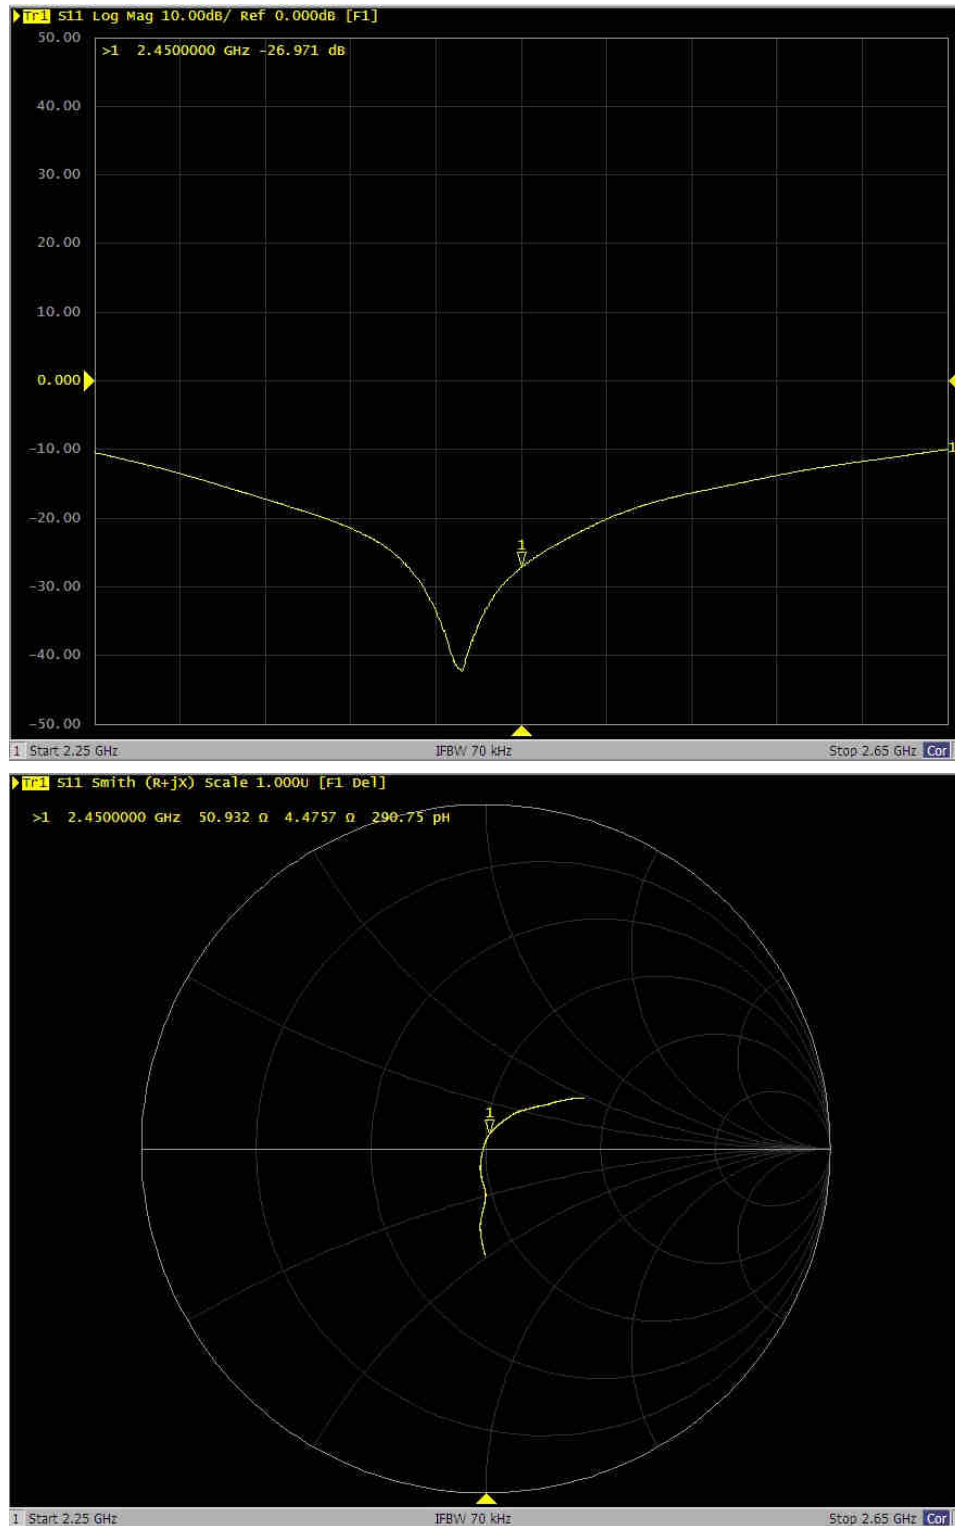 Tr1 S11 Log Mag 10.00dB/ Ref 0.000dB [F1]
50.00
>1 2.4500000 GHz -26.971 dB
40.00
30.00
20.00
10.00
0.000
-10.00
1
-20.00
1
-30.00
-40.00
-50.00
1 Start 2.25 GHz IFBW 70 kHz Stop 2.65 GHz Cor
Tr1 S11 Smith (R+jX) Scale 1.000U [F1 Del]
>1 2.4500000 GHz 50.932 Ω 4.4757 Ω 290.75 pH
1
1 Start 2.25 GHz IFBW 70 kHz Stop 2.65 GHz Cor